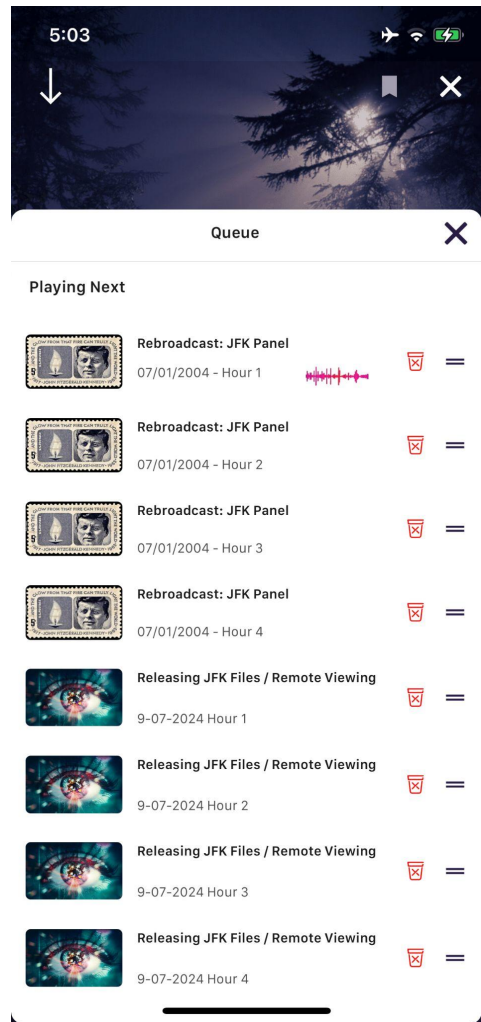 5:03
Queue
Playing Next
Rebroadcast: JFK Panel
07/01/2004 - Hour 1
Rebroadcast: JFK Panel
07/01/2004 - Hour 2
Rebroadcast: JFK Panel
07/01/2004 - Hour 3
Rebroadcast: JFK Panel
07/01/2004 - Hour 4
Releasing JFK Files / Remote Viewing
9-07-2024 Hour 1
Releasing JFK Files / Remote Viewing
9-07-2024 Hour 2
Releasing JFK Files / Remote Viewing
9-07-2024 Hour 3
Releasing JFK Files / Remote Viewing
9-07-2024 Hour 4